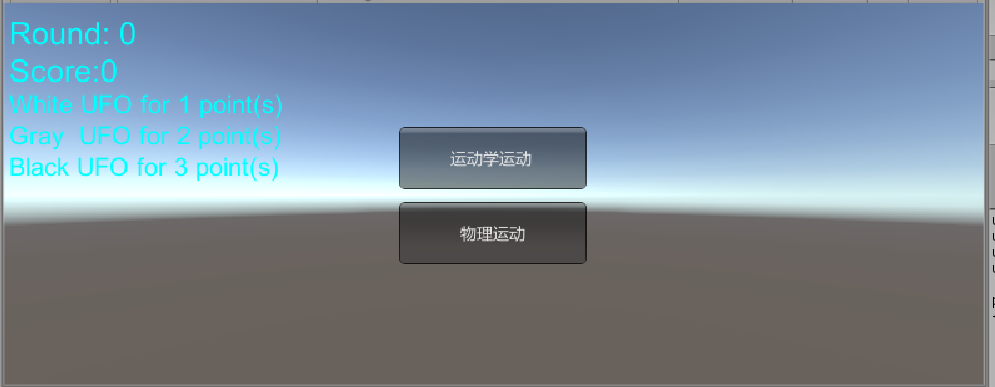 Round: 0
Score:0
White UFO for 1 point(s)
Gray  UFO for 2 point(s)
Black UFO for 3 point(s)
运动学运动
物理运动